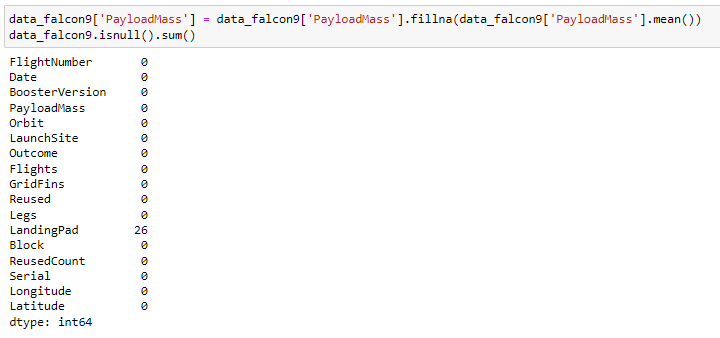 data_falcon9['PayloadMass'] = data_falcon9['PayloadMass'].fillna(data_falcon9['PayloadMass'].mean())
data_falcon9.isnull().sum()
FlightNumber 0
Date 0
BoosterVersion 0
PayloadMass 0
Orbit 0
LaunchSite 0
Outcome 0
Flights 0
GridFins 0
Reused 0
Legs 0
LandingPad 26
Block 0
ReusedCount 0
Serial 0
Longitude 0
Latitude 0
dtype: int64